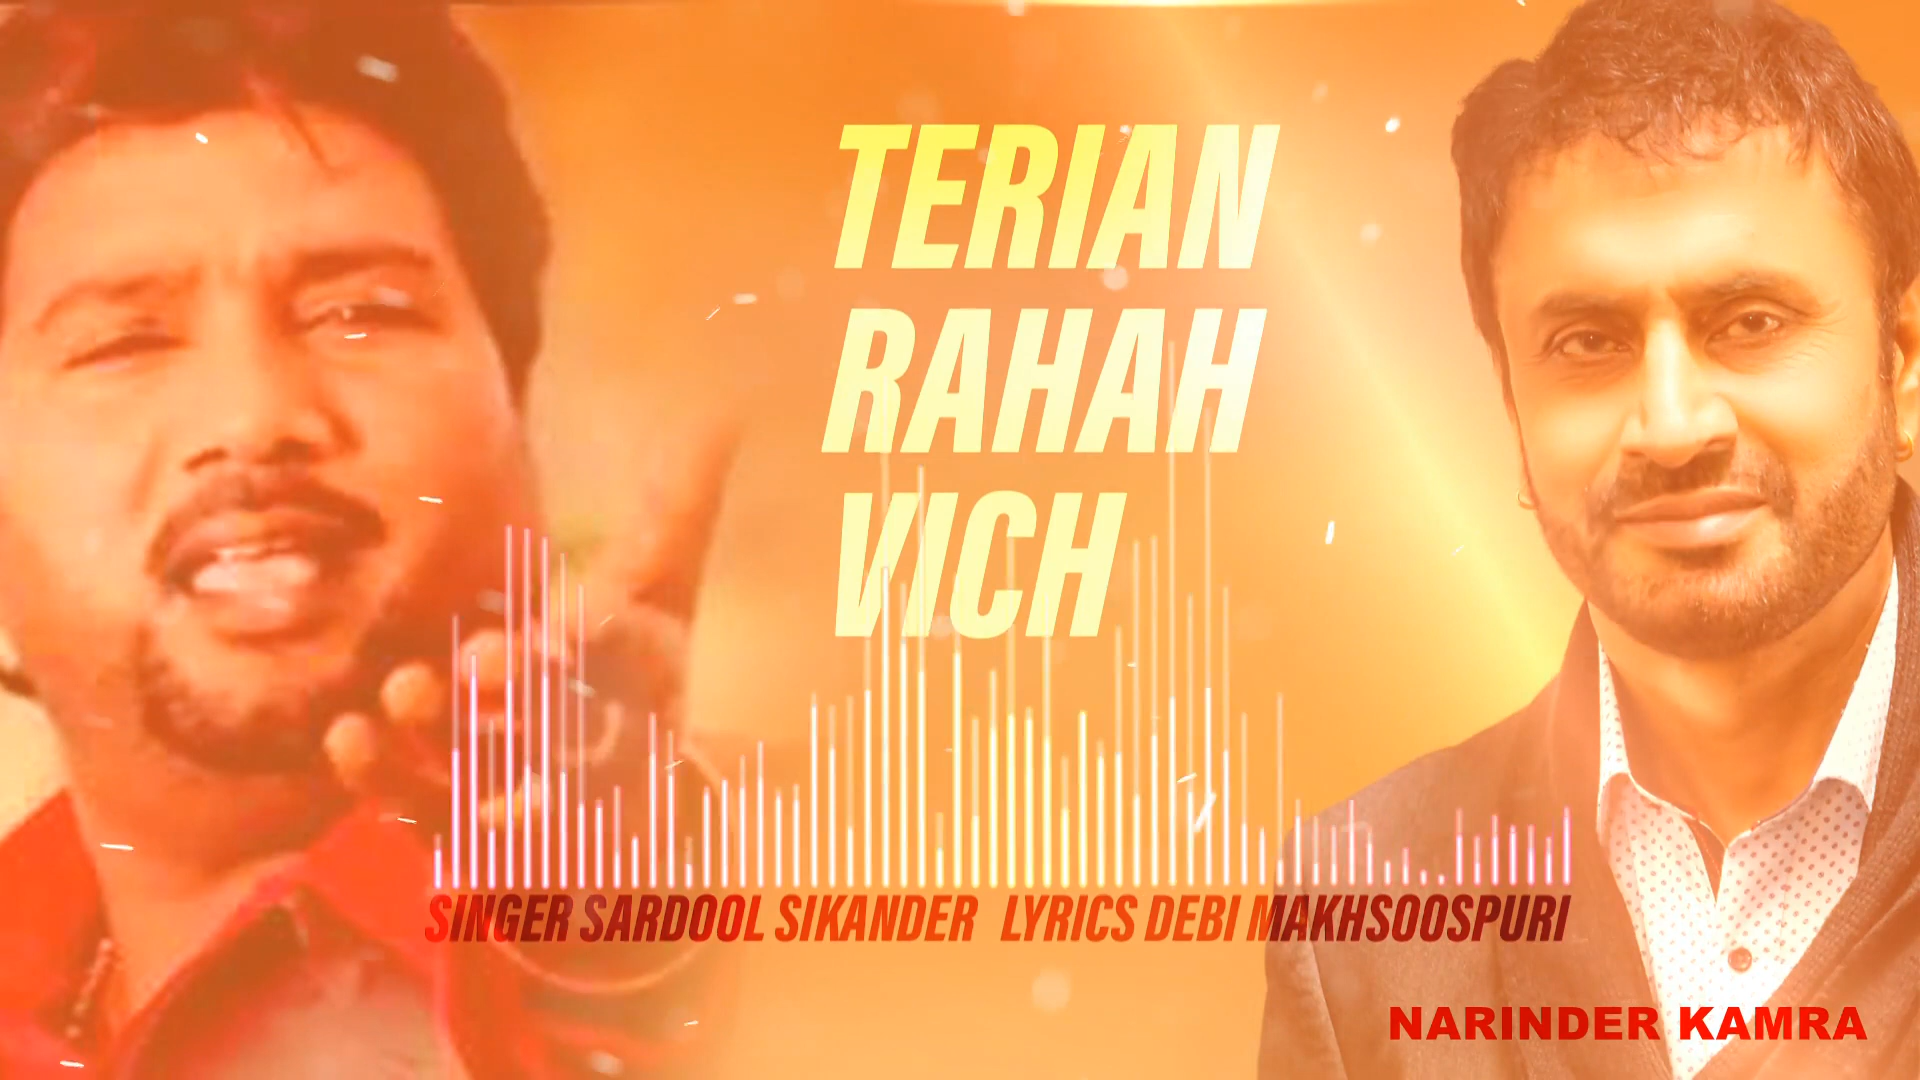 TERIAN
RAHAH
VICH
SINGER SARDOOL SIKANDER LYRICS DEBI MAKHSOOSPURI
NARINDER KAMRA